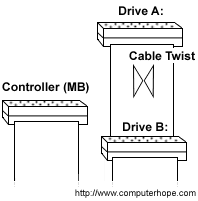 Drive A:
Cable Twist
Controller (MB)
Drive B:
http://www.computerhope.com